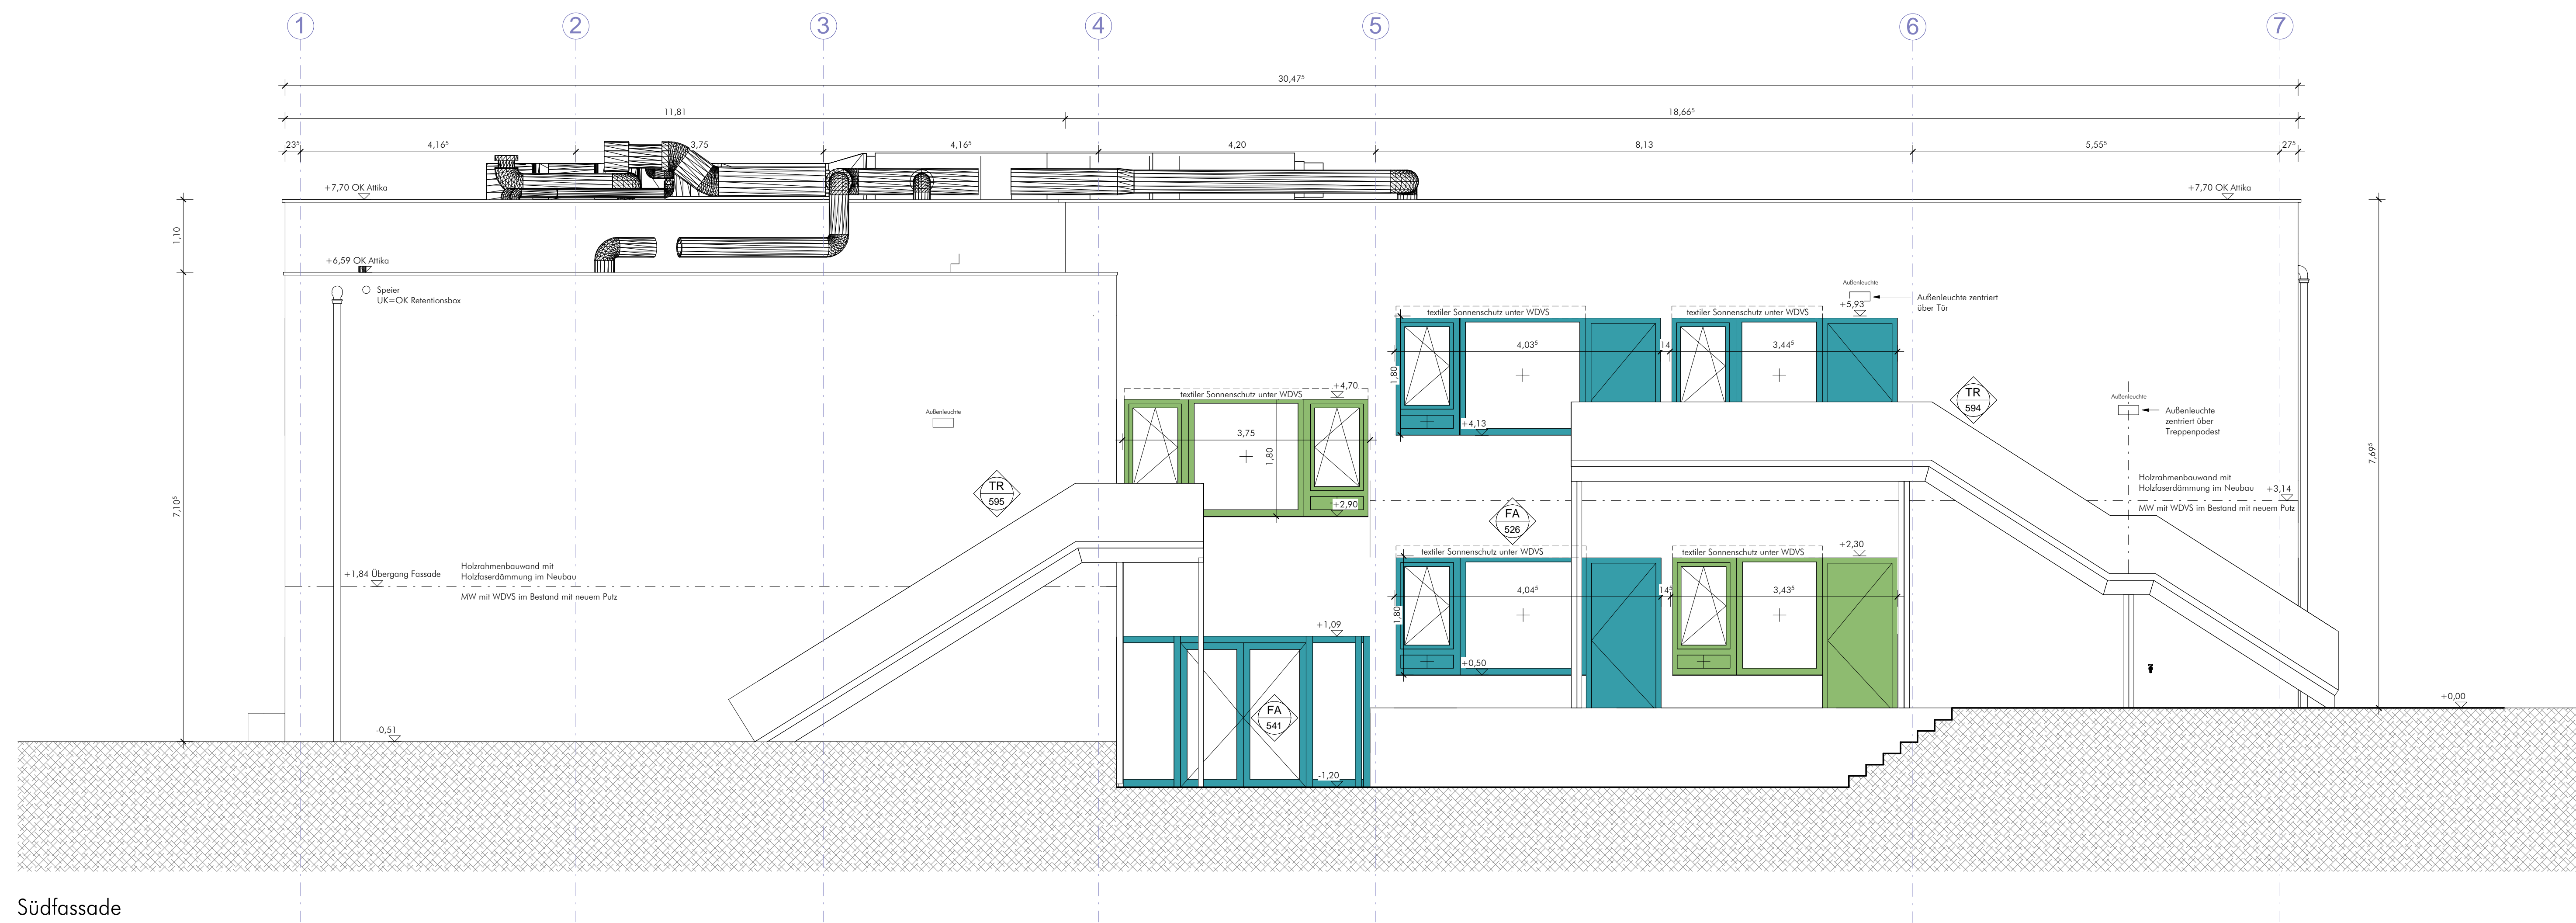 1 2 3 4 5 6 7
30,47⁵
11,81 18,66⁵
23⁵ 4,16⁵ 3,75 4,16⁵ 4,20 8,13 5,55⁵ 27⁵
+7,70 OK Attika
+7,70 OK Attika
1,10
+6,59 OK Attika
Speier
UK=OK Retentionsbox
Außenleuchte
+5,93
Außenleuchte zentriert
über Tür
textiler Sonnenschutz unter WDVS
textiler Sonnenschutz unter WDVS
4,03⁵
14
3,44⁵
1,80
+4,13
+4,70
textiler Sonnenschutz unter WDVS
3,75
1,80
+2,90
Außenleuchte
TR
595
TR
594
Außenleuchte
Außenleuchte
zentriert über
Treppenpodest
7,69⁵
Holzrahmenbauwand mit
Holzfaserdämmung im Neubau
+3,14
MW mit WDVS im Bestand mit neuem Putz
7,10⁵
FA
526
+1,84 Übergang Fassade
Holzrahmenbauwand mit
Holzfaserdämmung im Neubau
MW mit WDVS im Bestand mit neuem Putz
textiler Sonnenschutz unter WDVS
textiler Sonnenschutz unter WDVS
+2,30
4,04⁵
14⁵
3,43⁵
1,80
+0,50
+1,09
FA
541
-1,20
-0,51
+0,00
Südfassade